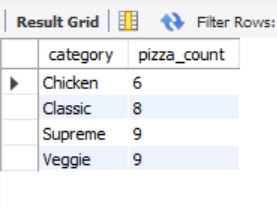 Result Grid Filter Rows:
category pizza_count
Chicken 6
Classic 8
Supreme 9
Veggie 9